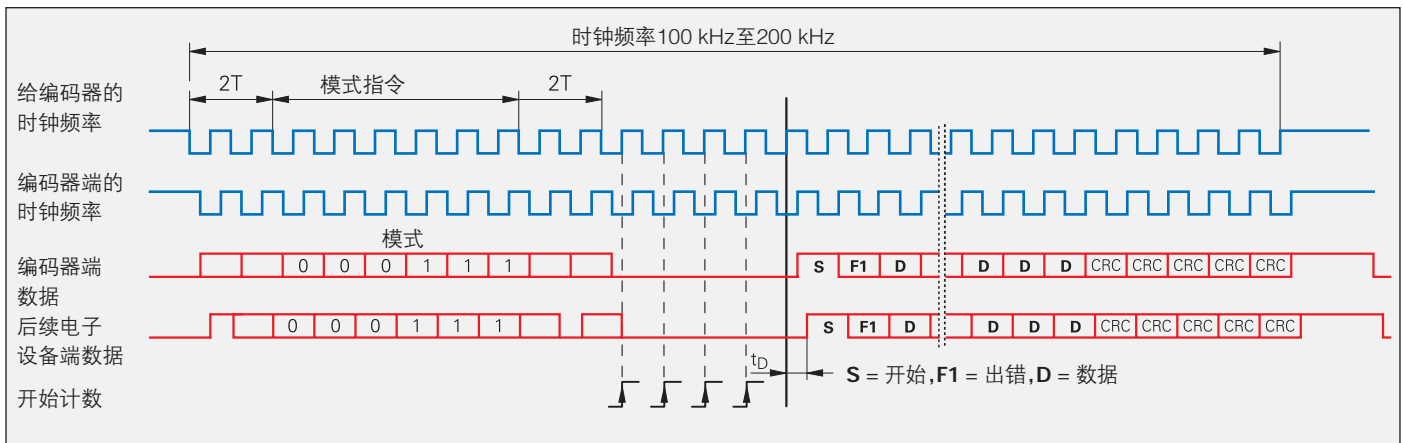 时钟频率100 kHz至200 kHz
2T 模式指令 2T
给编码器的
时钟频率
编码器端的
时钟频率
模式
编码器端
数据
0 0 0 1 1 1
S F1 D D D D CRC CRC CRC CRC CRC
后续电子
设备端数据
0 0 0 1 1 1
S F1 D D D D CRC CRC CRC CRC CRC
tD
S = 开始,F1 = 出错,D = 数据
开始计数